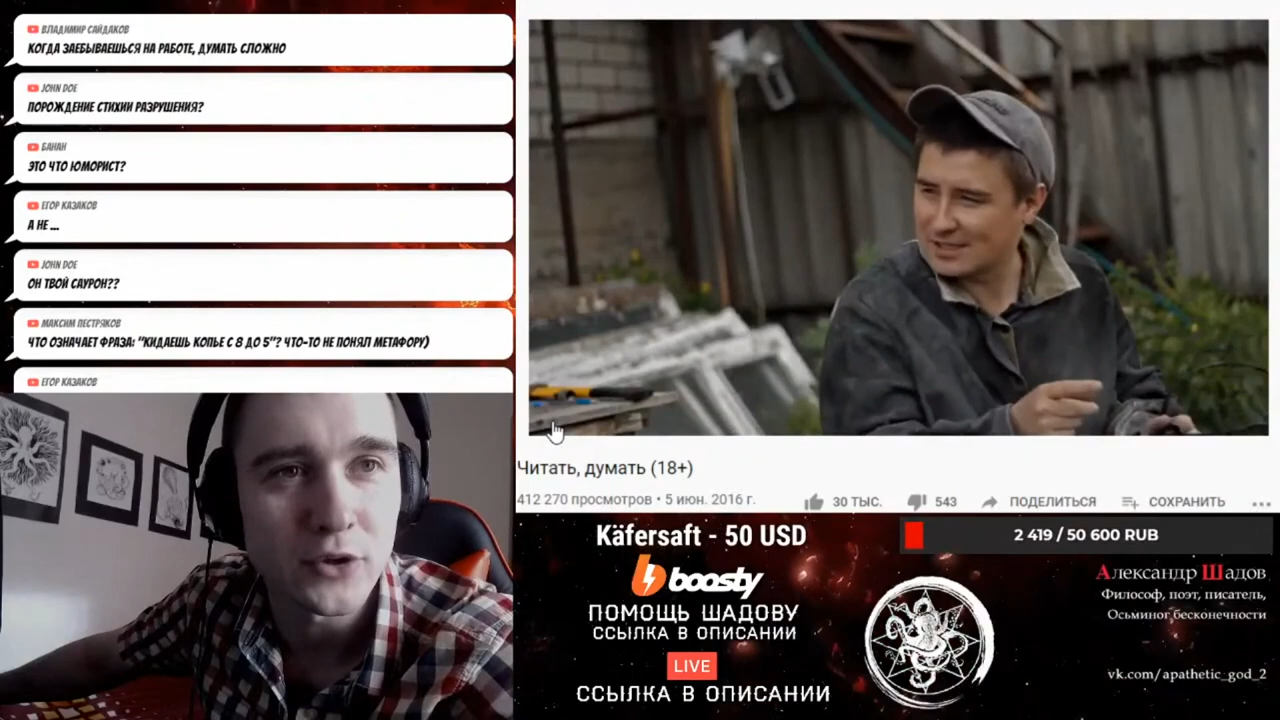 ВЛАДИМИР САЙДАКОВ
КОГДА ЗАЕБЫВАЕШЬСЯ НА РАБОТЕ, ДУМАТЬ СЛОЖНО
JOHN DOE
ПОРОЖДЕНИЕ СТИХИИ РАЗРУШЕНИЯ?
БАНАН
ЭТО ЧТО ЮМОРИСТ?
ЕГОР КАЗАКОВ
А НЕ ...
JOHN DOE
ОН ТВОЙ САУРОН??
МАКСИМ ПЕСТРЯКОВ
ЧТО ОЗНАЧАЕТ ФРАЗА: "КИДАЕШЬ КОПЬЕ С 8 ДО 5"? ЧТО-ТО НЕ ПОНЯЛ МЕТАФОРУ)
ЕГОР КАЗАКОВ
Читать, думать (18+)
412 270 просмотров • 5 июн. 2016 г.
30 ТЫС.
543
ПОДЕЛИТЬСЯ
СОХРАНИТЬ
Käfersaft - 50 USD
boosty
ПОМОЩЬ ШАДОВУ
ССЫЛКА В ОПИСАНИИ
LIVE
ССЫЛКА В ОПИСАНИИ
2 419 / 50 600 RUB
Александр Шадов
Философ, поэт, писатель,
Осьминог бесконечности
vk.com/apathetic_god_2